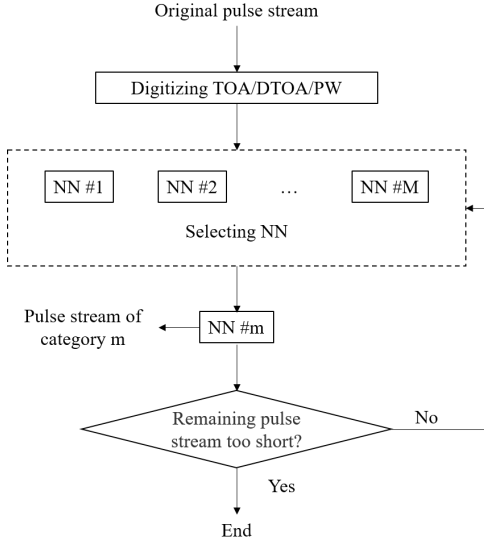 Original pulse stream
Digitizing TOA/DTOA/PW
NN #1 NN #2 … NN #M
Selecting NN
Pulse stream of
category m
NN #m
Remaining pulse
stream too short?
No
Yes
End